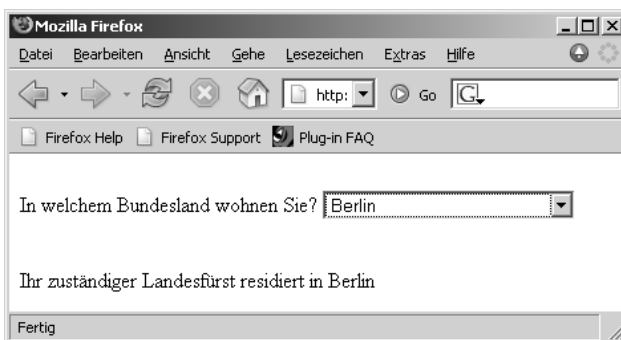 Mozilla Firefox
Datei Bearbeiten Ansicht Gehe Lesezeichen Extras Hilfe
http: Go G
Firefox Help Firefox Support Plug-in FAQ
In welchem Bundesland wohnen Sie? Berlin
Ihr zuständiger Landesfürst residiert in Berlin
Fertig